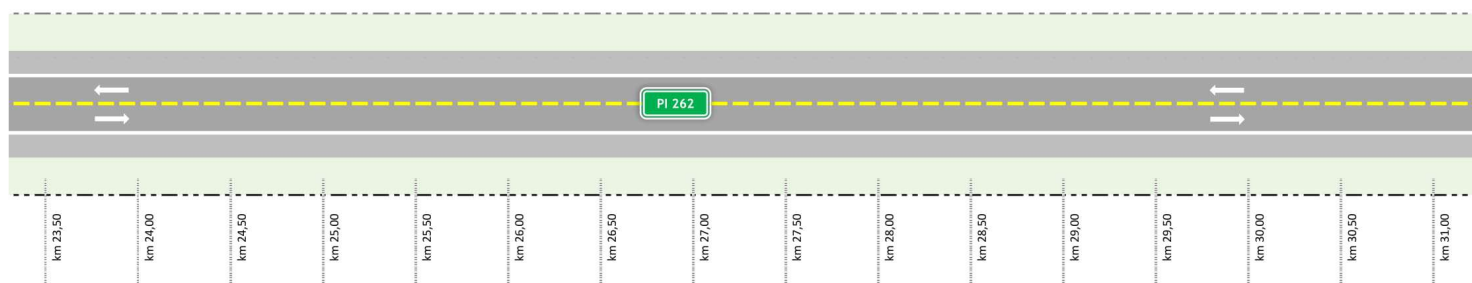 PI 262
km 23,50
km 24,00
km 24,50
km 25,00
km 25,50
km 26,00
km 26,50
km 27,00
km 27,50
km 28,00
km 28,50
km 29,00
km 29,50
km 30,00
km 30,50
km 31,00